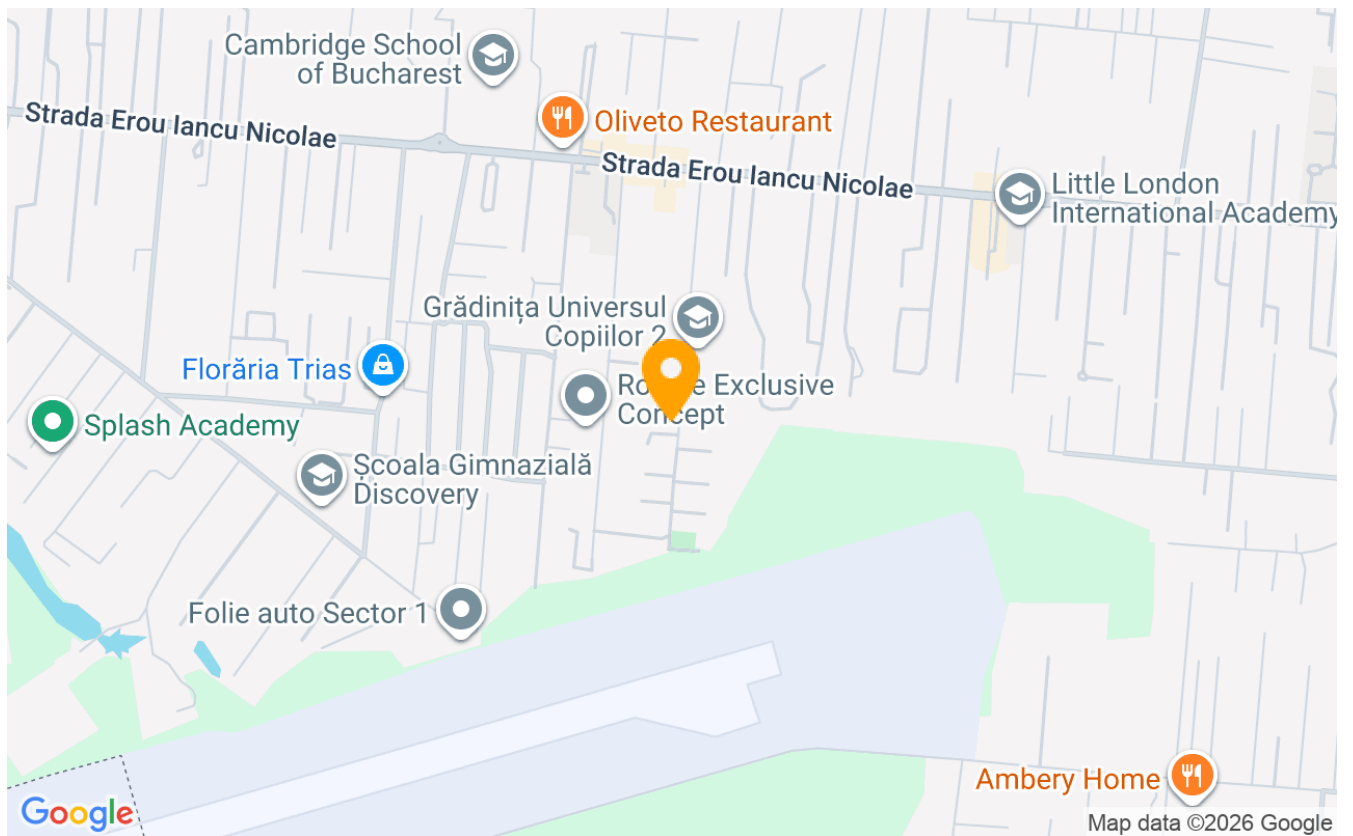 Cambridge School
of Bucharest
Strada Erou Iancu Nicolae
Oliveto Restaurant
Strada Erou Iancu Nicolae
Little London
International Academy
Grădinița Universul
Copiilor 2
Florăria Trias
Exclusive
Concept
Splash Academy
Școala Gimnazială
Discovery
Folie auto Sector 1
Ambery Home
Google
Map data ©2026 Google